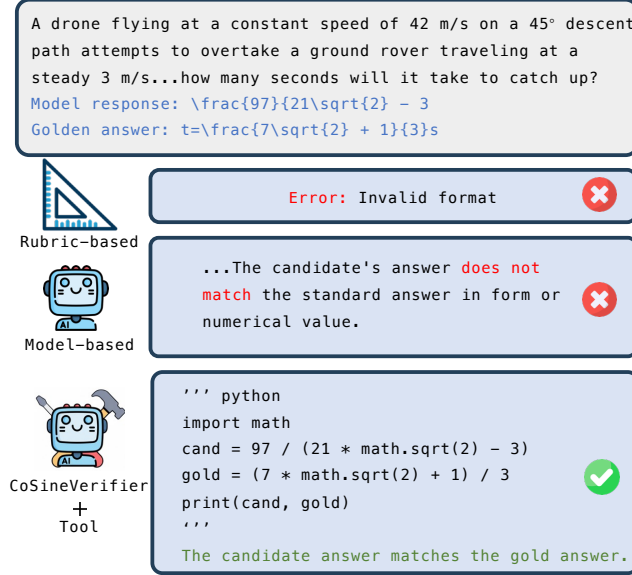 A drone flying at a constant speed of 42 m/s on a 45° descent
path attempts to overtake a ground rover traveling at a
steady 3 m/s...how many seconds will it take to catch up?
Model response: \frac{97}{21\sqrt{2} − 3
Golden answer: t=\frac{7\sqrt{2} + 1}{3}s
Error: Invalid format
Rubric-based
...The candidate's answer does not
match the standard answer in form or
numerical value.
AI
Model-based
’’’ python
import math
cand = 97 / (21 * math.sqrt(2) − 3)
gold = (7 * math.sqrt(2) + 1) / 3
print(cand, gold)
‘’’
The candidate answer matches the gold answer.
AI
CoSineVerifier
+
Tool